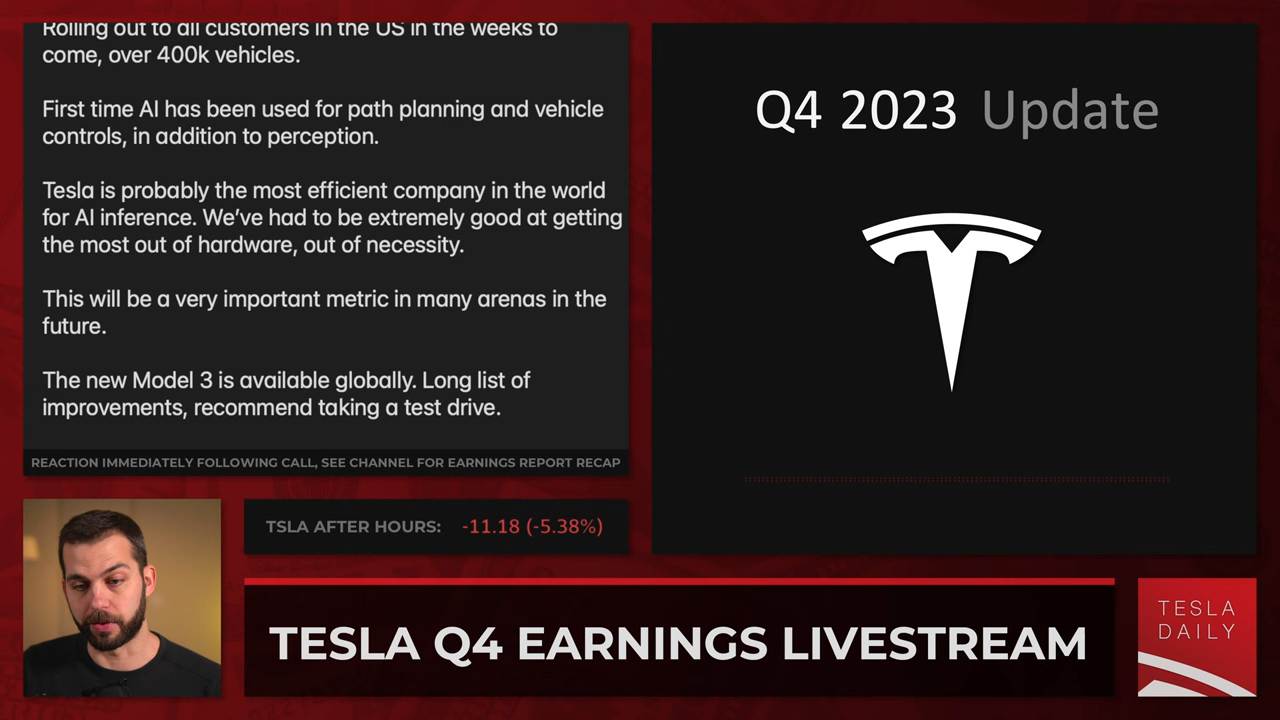 Rolling out to all customers in the US in the weeks to
come, over 400k vehicles.
First time AI has been used for path planning and vehicle
controls, in addition to perception.
Tesla is probably the most efficient company in the world
for AI inference. We’ve had to be extremely good at getting
the most out of hardware, out of necessity.
This will be a very important metric in many arenas in the
future.
The new Model 3 is available globally. Long list of
improvements, recommend taking a test drive.
REACTION IMMEDIATELY FOLLOWING CALL, SEE CHANNEL FOR EARNINGS REPORT RECAP
Q4 2023 Update
TSLA AFTER HOURS: -11.18 (-5.38%)
TESLA Q4 EARNINGS LIVESTREAM
TESLA
DAILY